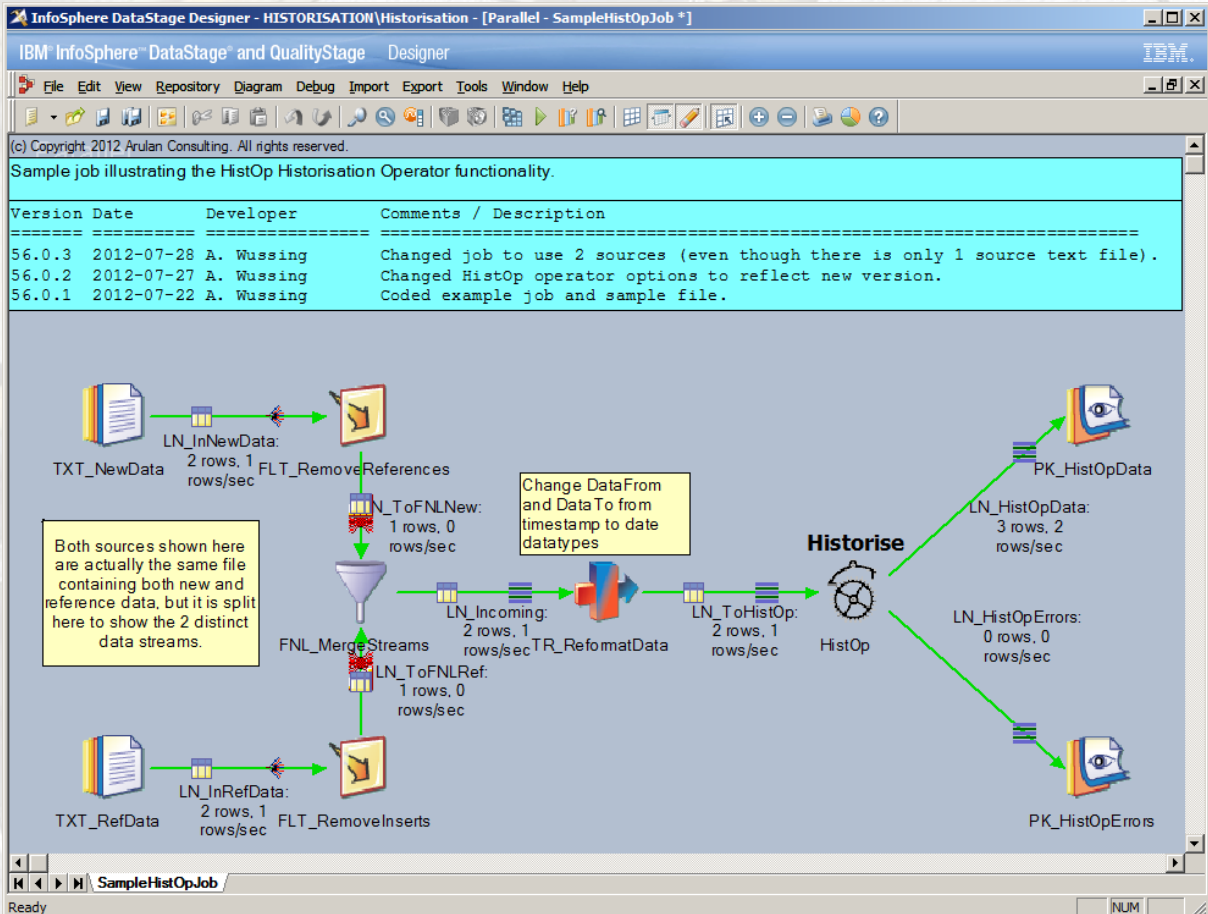 InfoSphere DataStage Designer - HISTORISATION\Historisation - [Parallel - SampleHistOpJob *]
IBM® InfoSphere™ DataStage® and QualityStage Designer
IBM.
File Edit View Repository Diagram Debug Import Export Tools Window Help
(c) Copyright 2012 Arulan Consulting. All rights reserved.
Sample job illustrating the HistOp Historisation Operator functionality.
Version Date Developer Comments / Description
======= ========== ================ ==========================================================================
56.0.3 2012-07-28 A. Wussing Changed job to use 2 sources (even though there is only 1 source text file).
56.0.2 2012-07-27 A. Wussing Changed HistOp operator options to reflect new version.
56.0.1 2012-07-22 A. Wussing Coded example job and sample file.
LN_InNewData:
2 rows, 1
rows/sec
TXT_NewData
FLT_RemoveReferences
PK_HistOpData
N_ToFNLNew:
1 rows, 0
rows/sec
Change DataFrom
and DataTo from
timestamp to date
datatypes
LN_HistOpData:
3 rows, 2
rows/sec
Both sources shown here
are actually the same file
containing both new and
reference data, but it is split
here to show the 2 distinct
data streams.
Historise
FNL_MergeStreams
LN_Incoming:
2 rows, 1
rows/sec
TR_ReformatData
LN_ToHistOp:
2 rows, 1
rows/sec
HistOp
LN_HistOpErrors:
0 rows, 0
rows/sec
LN_ToFNLRef:
1 rows, 0
rows/sec
LN_InRefData:
2 rows, 1
rows/sec
TXT_RefData
FLT_RemoveInserts
PK_HistOpErrors
SampleHistOpJob
Ready
NUM